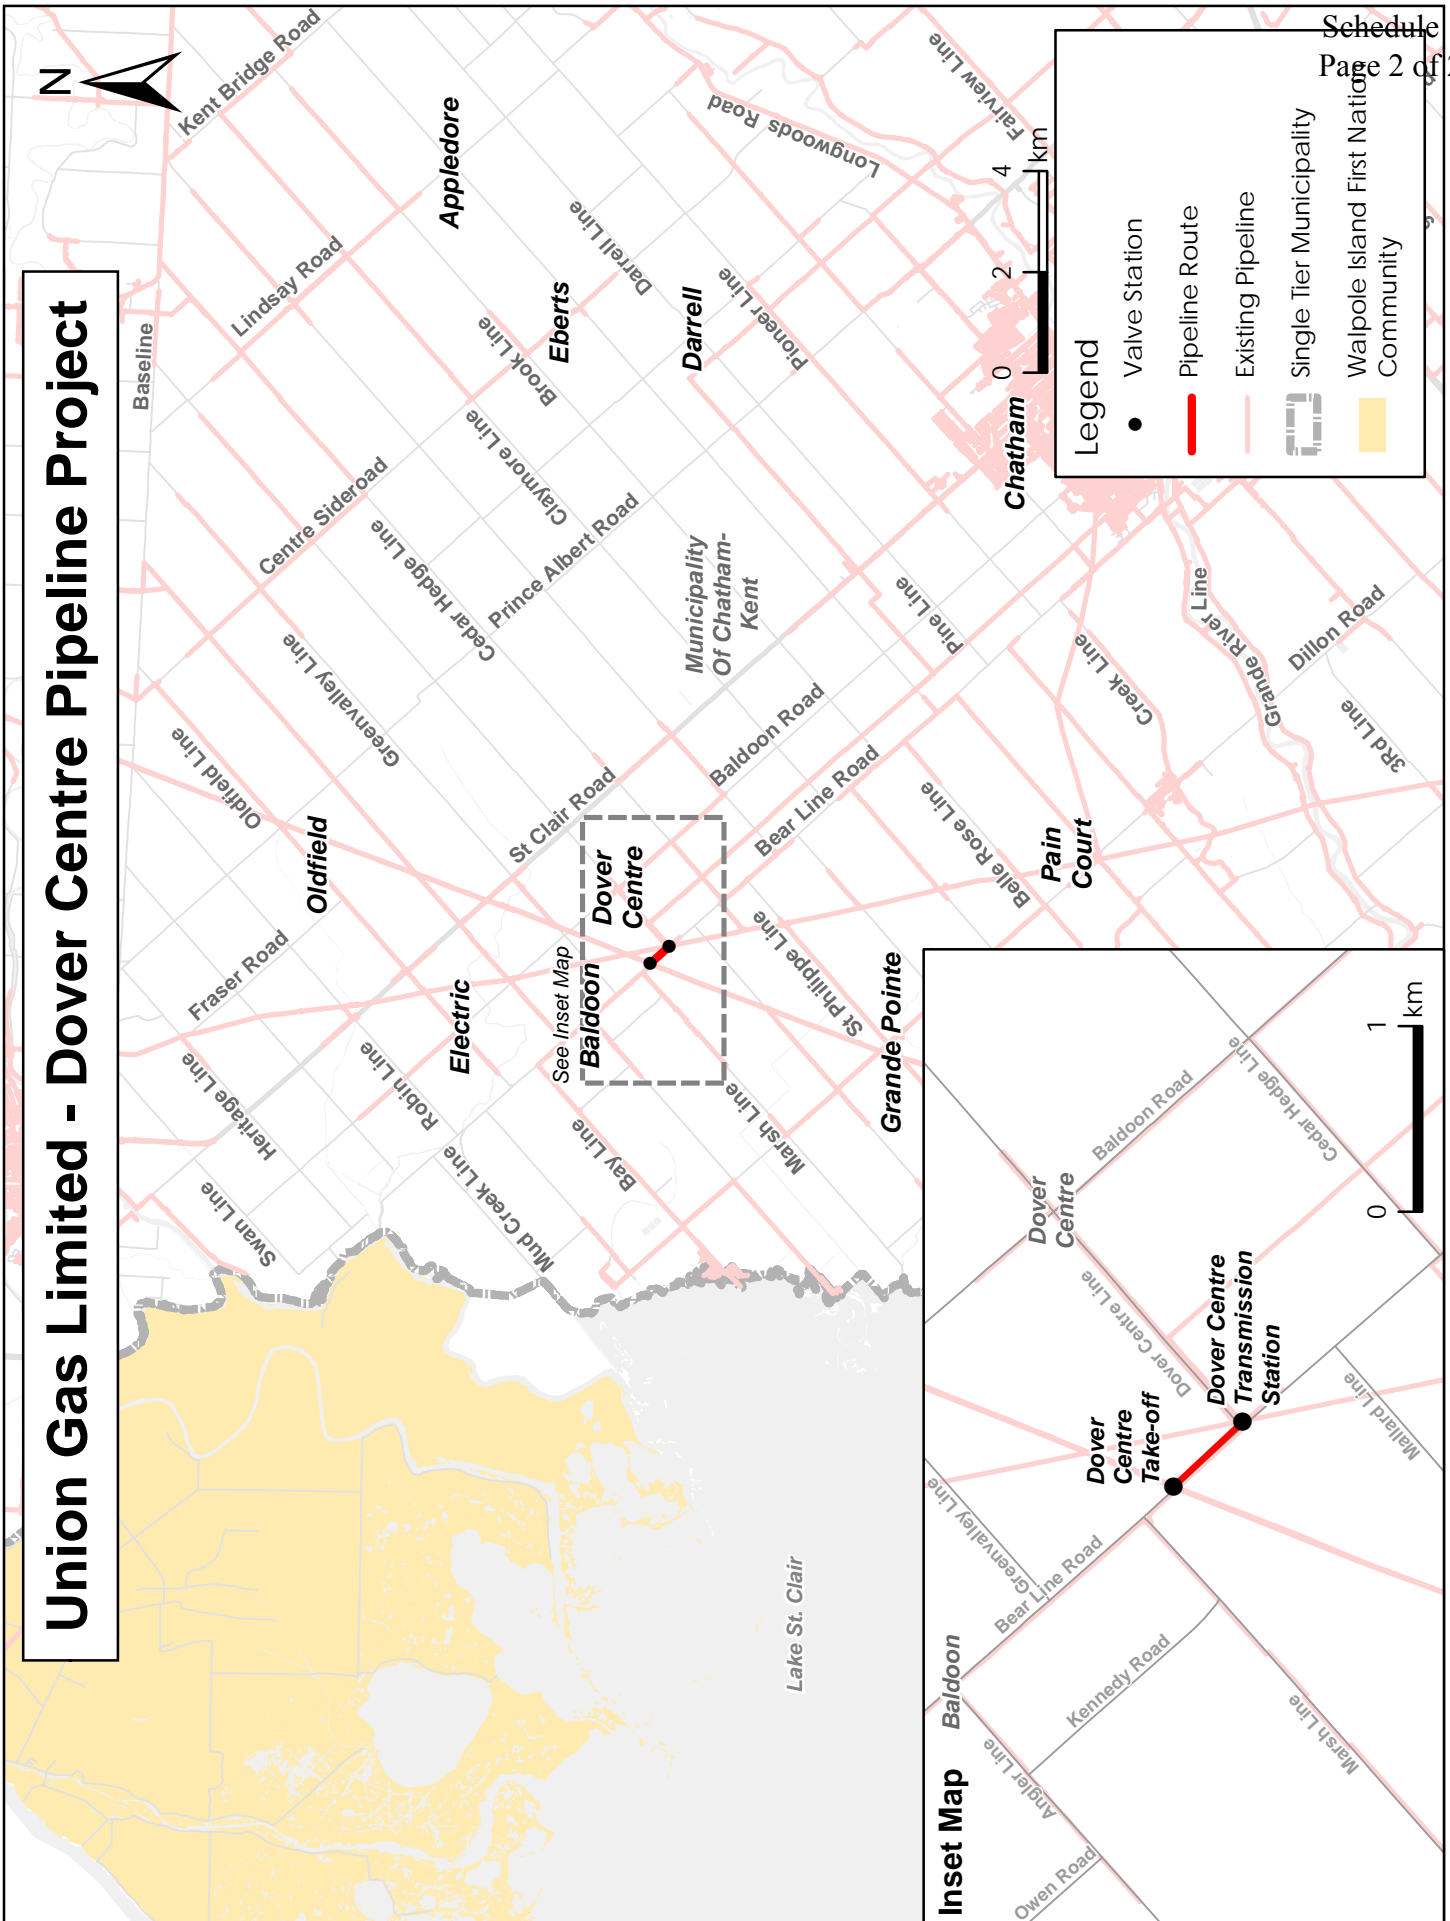 Schedule
Page 2 of 2
Union Gas Limited - Dover Centre Pipeline Project
N
Kent Bridge Road
Baseline
Lindsay Road
Appledore
Longwoods Road
Fairview Line
Darrell Line
Eberts
Brook Line
Darrell
Pioneer Line
Centre Sideroad
Claymore Line
Cedar Hedge Line
Prince Albert Road
Chatham
Municipality
Of Chatham-
Kent
Greenvalley Line
Pine Line
Oldfield Line
Creek Line
Grande River Line
Dillon Road
3Rd Line
Baldoon Road
St Clair Road
Bear Line Road
Oldfield
Dover
Centre
Belle Rose Line
Pain
Court
Fraser Road
Electric
See Inset Map
Baldoon
St Philippe Line
Grande Pointe
Heritage Line
Robin Line
Swan Line
Mud Creek Line
Bay Line
Marsh Line
Lake St. Clair
0
2
4
km
Legend
Valve Station
Pipeline Route
Existing Pipeline
Single Tier Municipality
Walpole Island First Nation
Community
Inset Map
Baldoon
Greenvalley Line
Bear Line Road
Angler Line
Owen Road
Kennedy Road
Marsh Line
Dover
Centre
Take-off
Dover Centre
Transmission
Station
Dover Centre Line
Dover
Centre
Baldoon Road
Cedar Hedge Line
Mallard Line
0
1
km